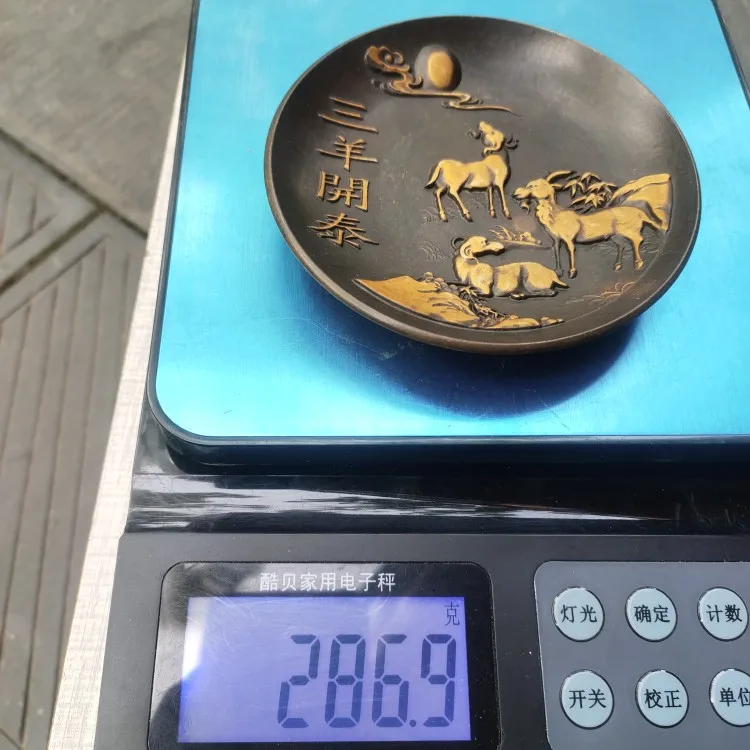 三羊開泰
酷贝家用电子秤
克
286.9
灯光 确定 计数
开关 校正 单位